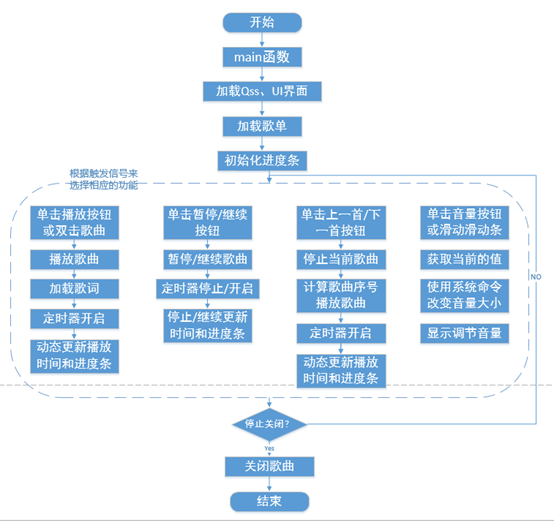 开始
main函数
加载Qss、UI界面
加载歌单
初始化进度条
根据触发信号来
选择相应的功能
单击播放按钮
或双击歌曲
播放歌曲
加载歌词
定时器开启
动态更新播放
时间和进度条
单击暂停/继续
按钮
暂停/继续歌曲
定时器停止/开启
停止/继续更新
时间和进度条
单击上一首/下
一首按钮
停止当前歌曲
计算歌曲序号
播放歌曲
定时器开启
动态更新播放
时间和进度条
单击音量按钮
或滑动滑动条
获取当前的值
使用系统命令
改变音量大小
显示调节音量
NO
停止关闭?
Yes
关闭歌曲
结束